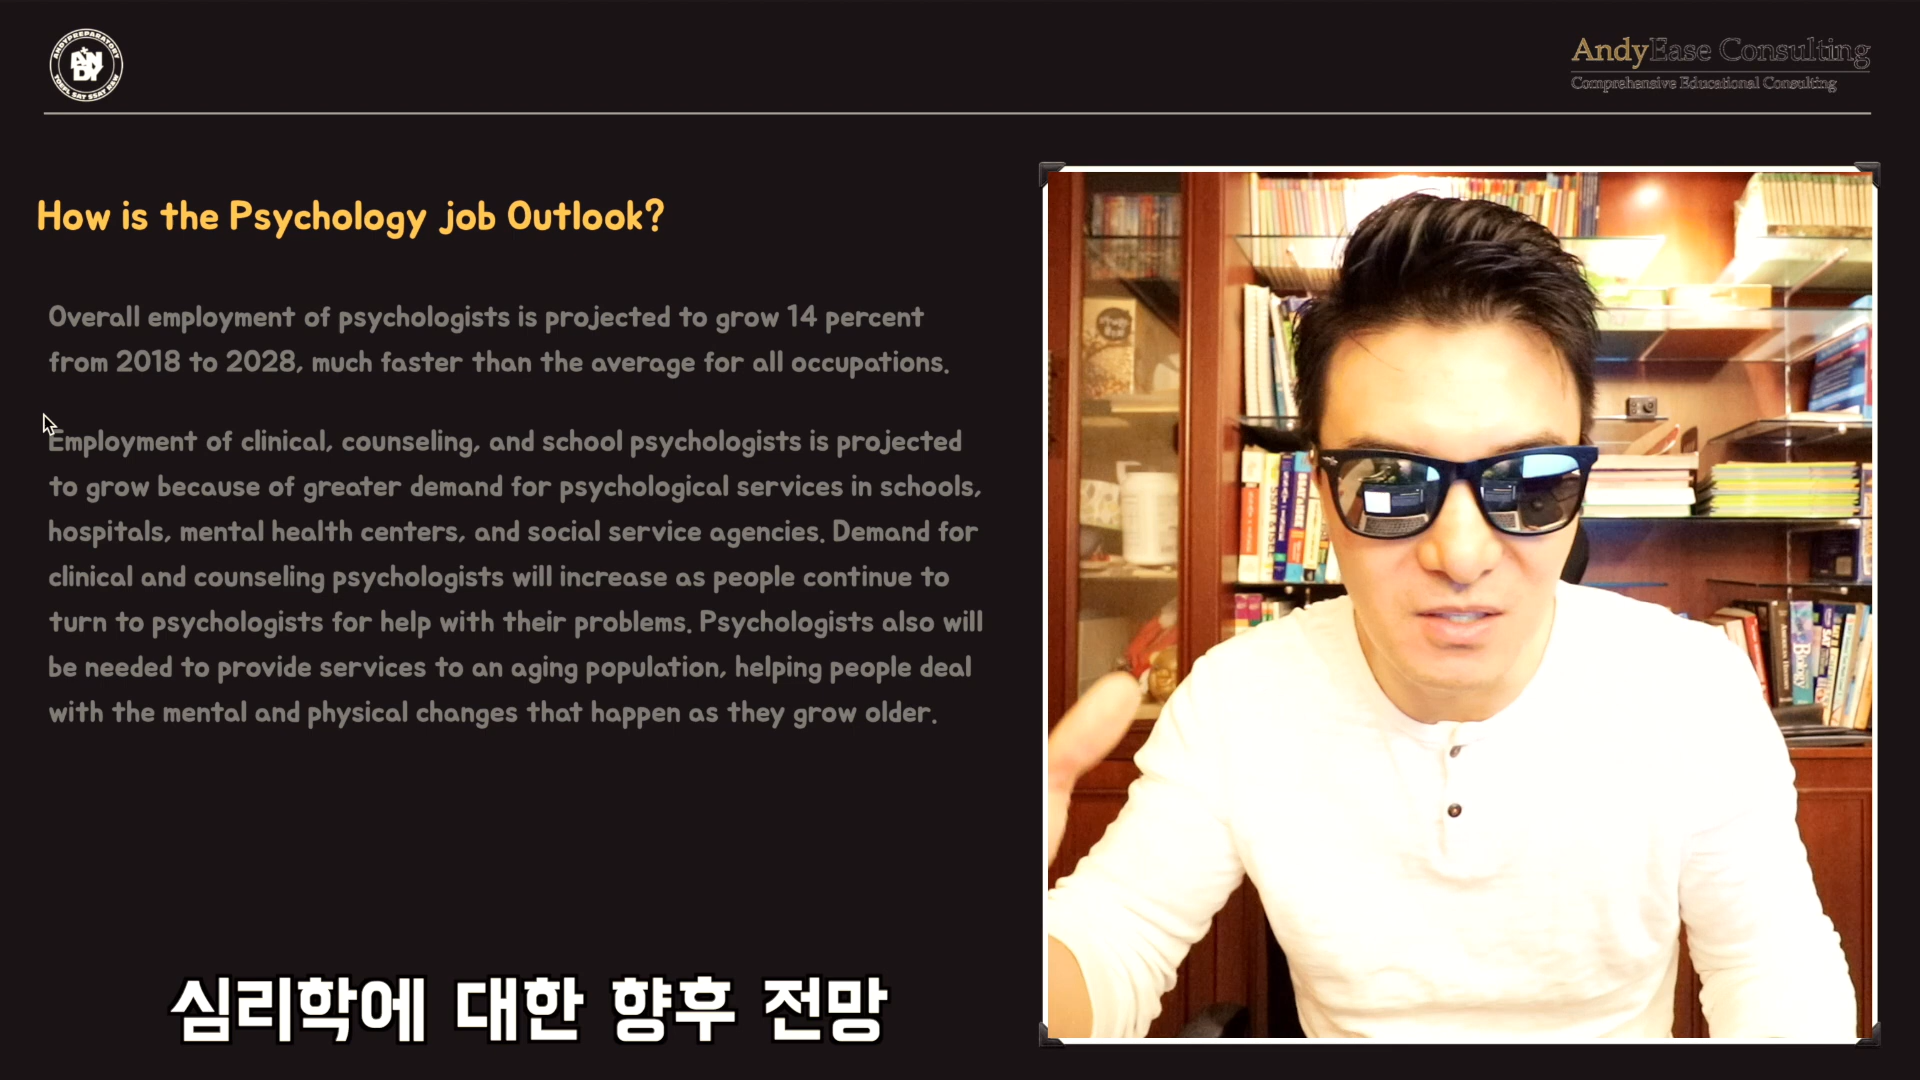 ANDYPREPARATORY
ANDY
TOEFL SAT SSAT
AndyEase Consulting
Comprehensive Educational Consulting
How is the Psychology job Outlook?
Overall employment of psychologists is projected to grow 14 percent
from 2018 to 2028, much faster than the average for all occupations.
Employment of clinical, counseling, and school psychologists is projected
to grow because of greater demand for psychological services in schools,
hospitals, mental health centers, and social service agencies. Demand for
clinical and counseling psychologists will increase as people continue to
turn to psychologists for help with their problems. Psychologists also will
be needed to provide services to an aging population, helping people deal
with the mental and physical changes that happen as they grow older.
Biology
심리학에 대한 향후 전망